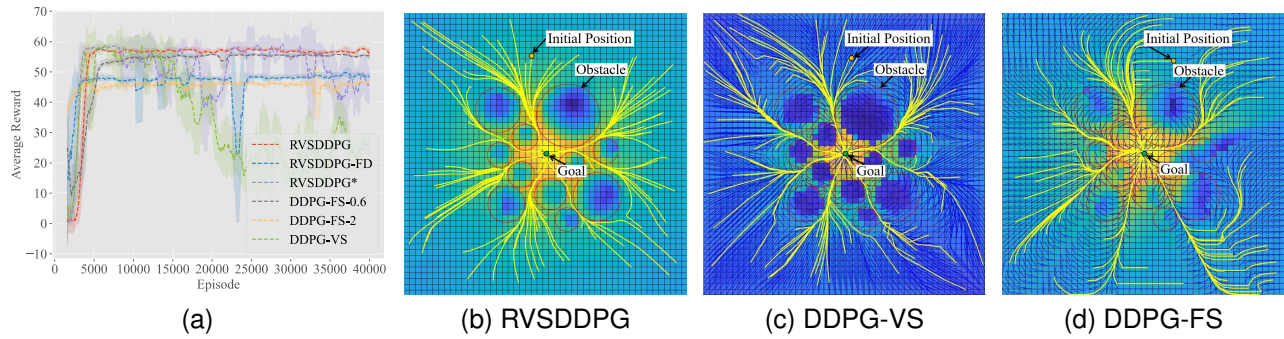 70
60
50
40
30
20
10
0
−10
Average Reward
0 5000 10000 15000 20000 25000 30000 35000 40000
Episode
RVSDDPG
RVSDDPG-FD
RVSDDPG*
DDPG-FS-0.6
DDPG-FS-2
DDPG-VS
(a)
Initial Position
Obstacle
Goal
(b) RVSDDPG
Initial Position
Obstacle
Goal
(c) DDPG-VS
Initial Position
Obstacle
Goal
(d) DDPG-FS